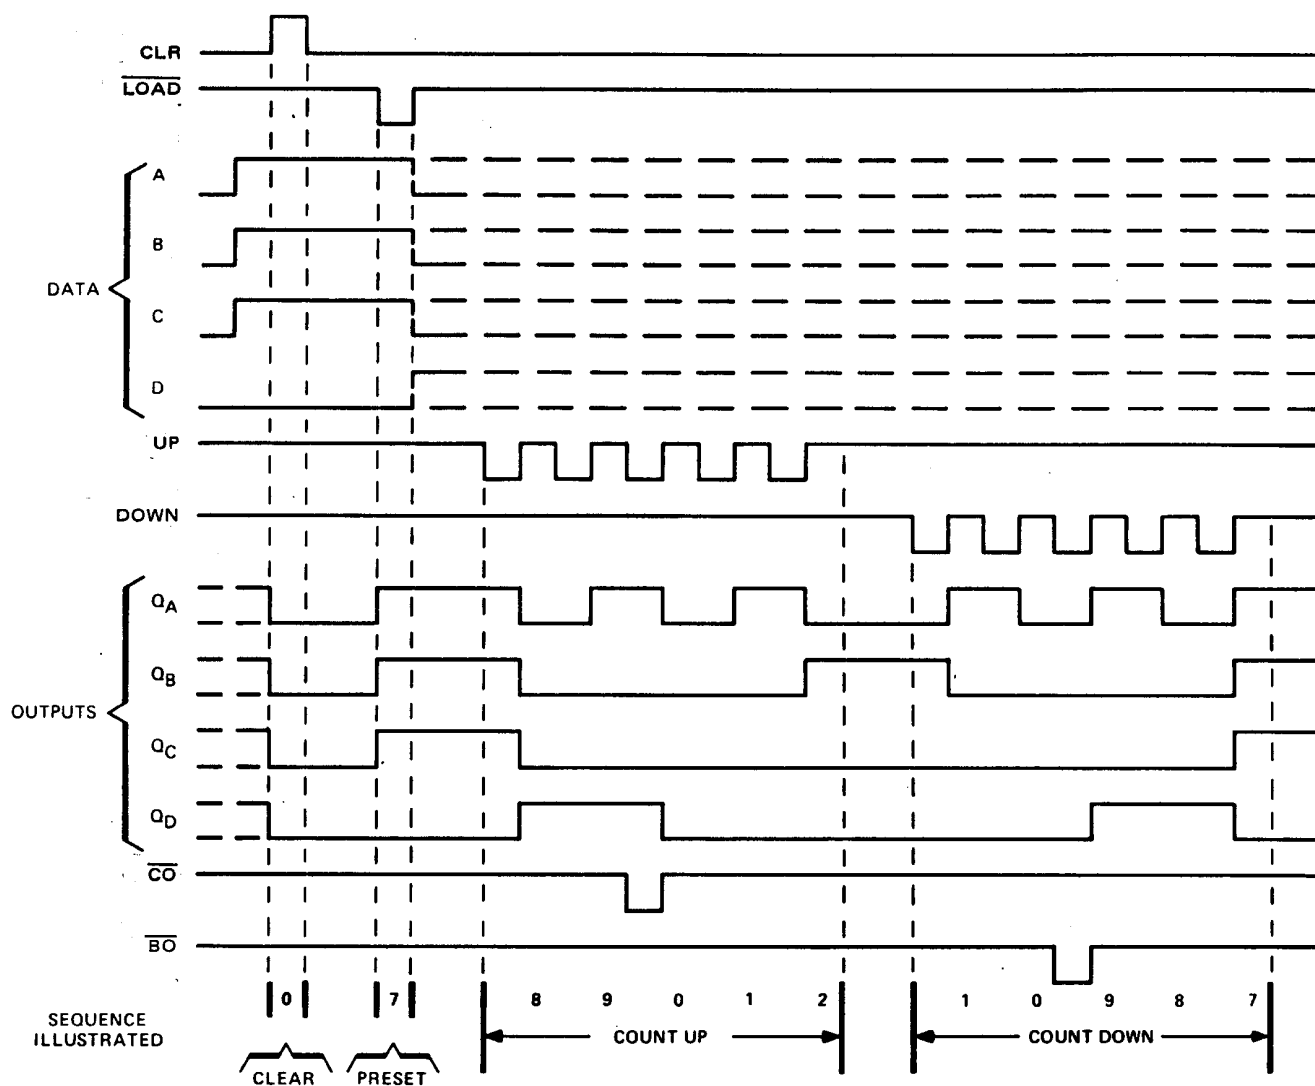 CLR
LOAD
A
B
DATA
C
D
UP
DOWN
QA
QB
OUTPUTS
QC
QD
CO
BO
0 7 8 9 0 1 2 1 0 9 8 7
SEQUENCE
ILLUSTRATED
COUNT UP COUNT DOWN
CLEAR PRESET